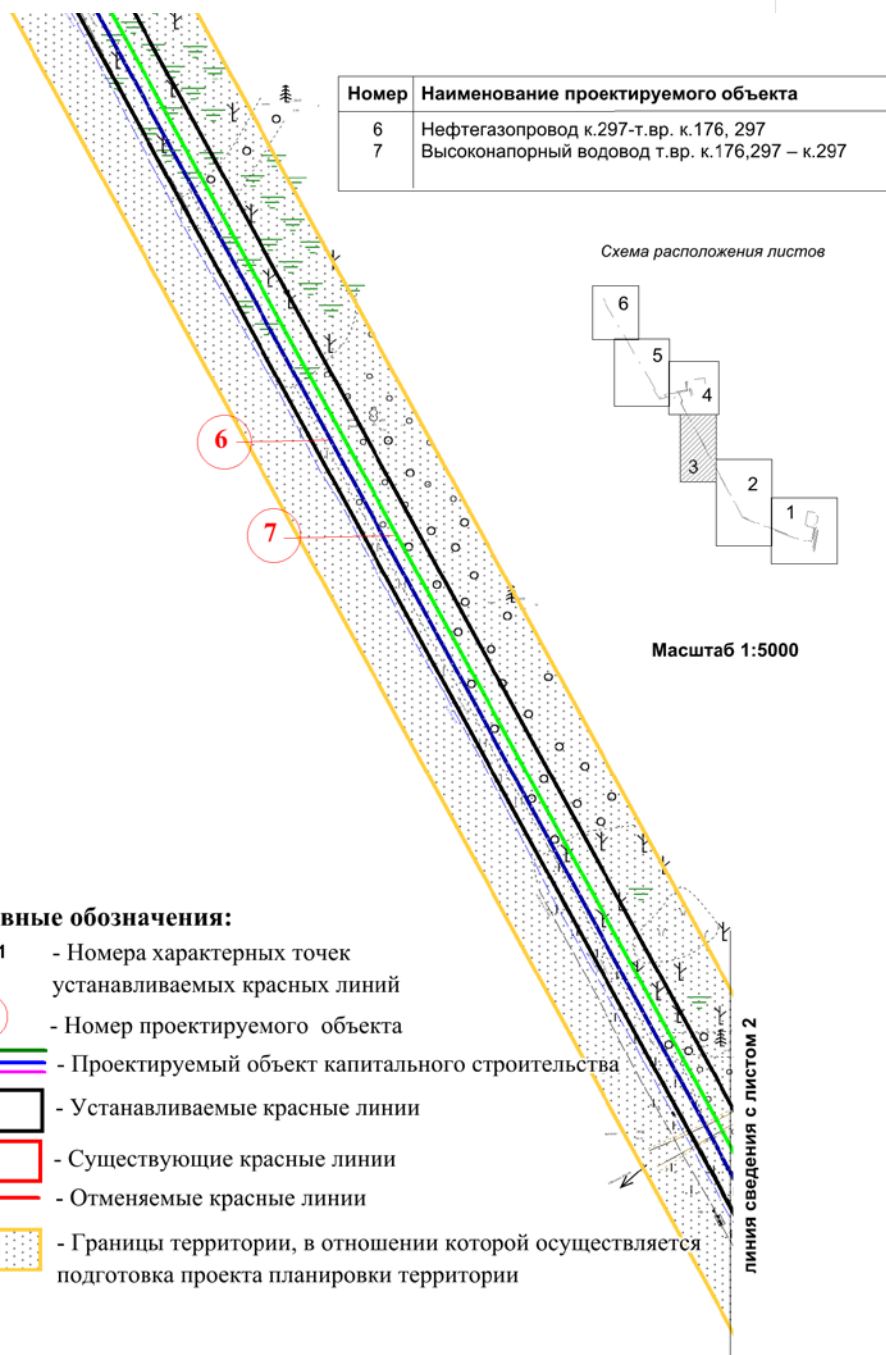 Номер Наименование проектируемого объекта
6 Нефтегазопровод к.297-т.вр. к.176, 297
7 Высоконапорный водовод т.вр. к.176,297 – к.297
Схема расположения листов
6
5
4
3
2
1
Масштаб 1:5000
6
7
вные обозначения:
1 - Номера характерных точек
устанавливаемых красных линий
- Номер проектируемого объекта
- Проектируемый объект капитального строительства
- Устанавливаемые красные линии
- Существующие красные линии
- Отменяемые красные линии
- Границы территории, в отношении которой осуществляется
подготовка проекта планировки территории
линия сведения с листом 2